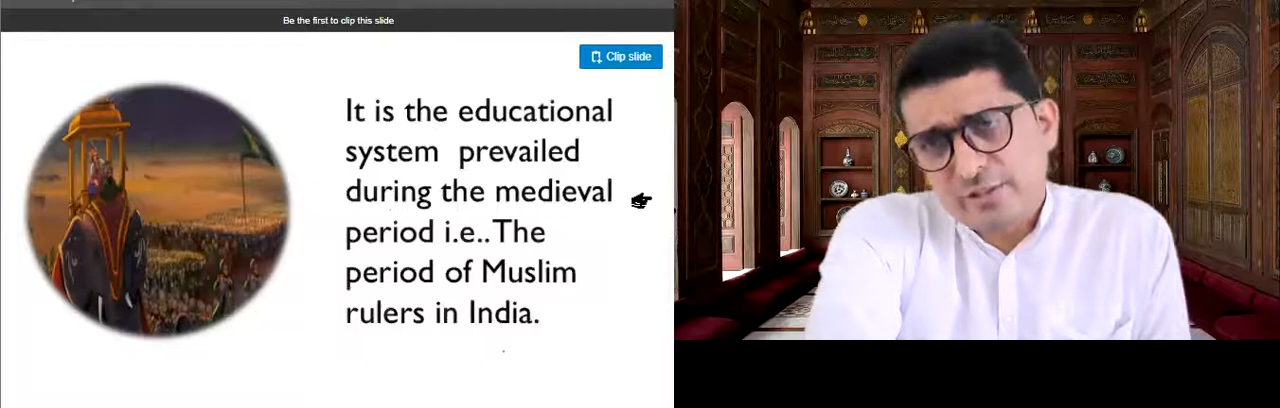 Be the first to clip this slide
Clip slide
It is the educational
system prevailed
during the medieval
period i.e.. The
period of Muslim
rulers in India.